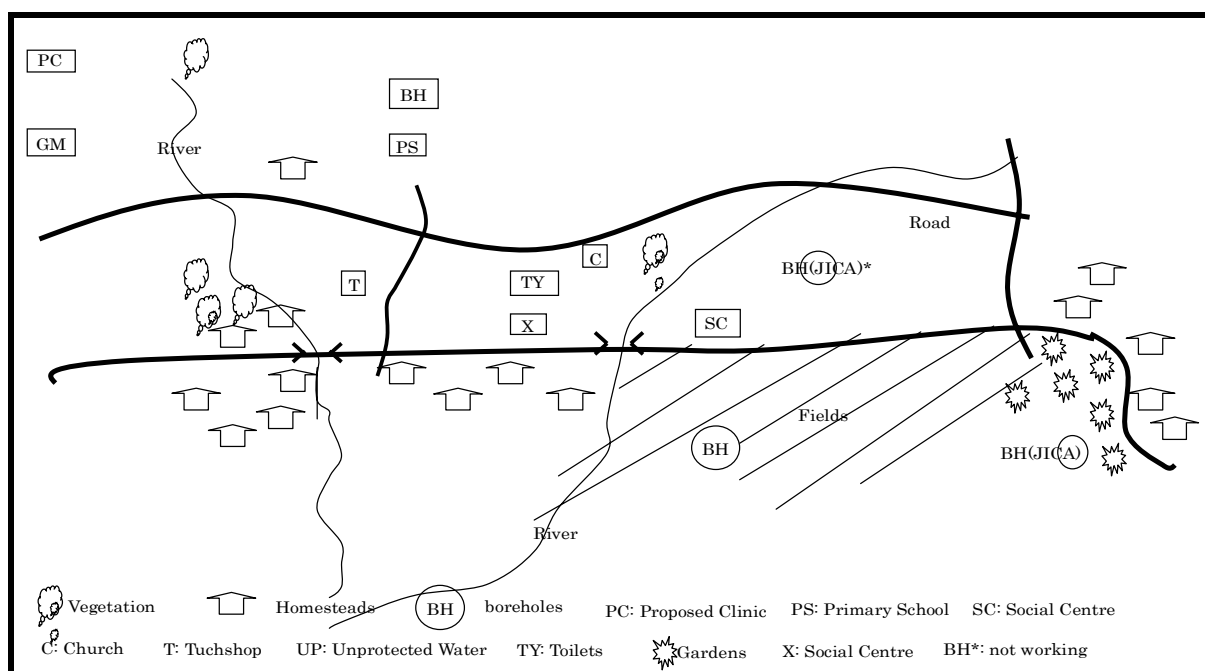 PC
BH
GM
River
PS
Road
C
BH(JICA)*
T
TY
X
SC
Fields
BH
BH(JICA)
River
Vegetation
Homesteads
BH
boreholes
PC: Proposed Clinic
PS: Primary School
SC: Social Centre
C: Church
T: Tuchshop
UP: Unprotected Water
TY: Toilets
Gardens
X: Social Centre
BH*: not working